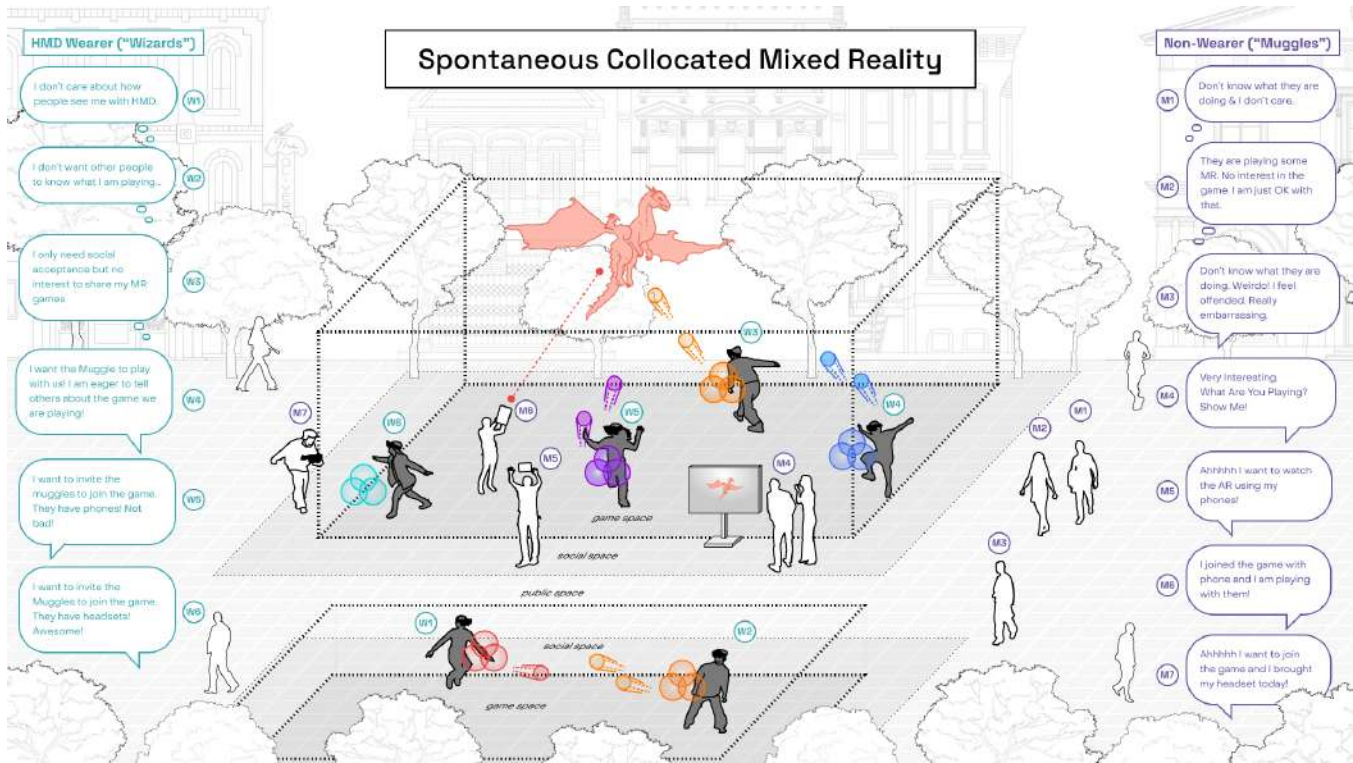 Spontaneous Collocated Mixed Reality
HMD Wearer ("Wizards")
I don't care about how
people see me with HMD.
W1
I don't want other people
to know what I am playing...
W2
I only need social
acceptance but no
interest to share my MR
games
W3
I want the Muggle to play
with us! I am eager to tell
others about the game we
are playing!
W4
I want to invite the
muggles to join the game.
They have phones! Not
bad!
W5
I want to invite the
Muggles to join the game.
They have headsets!
Awesome!
W6
Non-Wearer ("Muggles")
M1
Don't know what they are
doing & I don't care.
M2
They are playing some
MR. No interest in the
game. I am just OK with
that.
M3
Don't know what they are
doing. Weirdo! I feel
offended. Really
embarrassing.
M4
Very Interesting.
What Are You Playing?
Show Me!
M5
Ahhhhh I want to watch
the AR using my
phones!
M6
I joined the game with
phone and I am playing
with them!
M7
Ahhhhh I want to join
the game and I brought
my headset today!
W3
M7
W6
M6
M5
W5
W4
M4
M2
M1
M3
game space
social space
public space
W1
W2
social space
game space